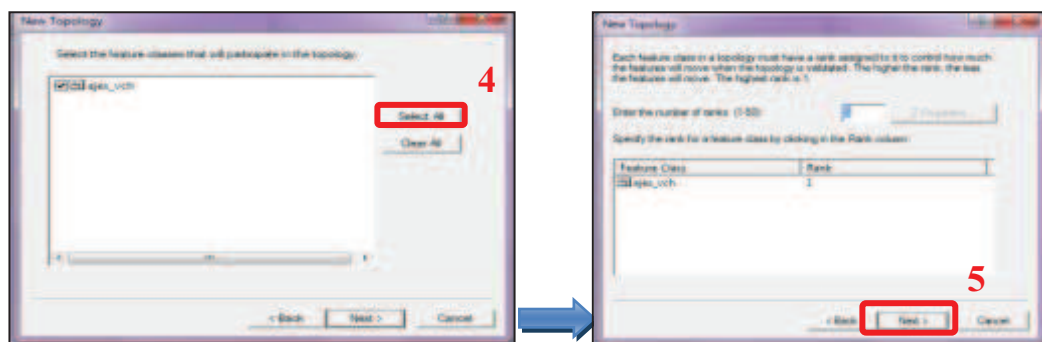 New Topology
Select the feature classes that will participate in the topology:
ejes_vch
4
Select All
Clear All
< Back
Next >
Cancel
New Topology
Each feature class in a topology must have a rank assigned to it to control how much
the features will move when the topology is validated. The higher the rank, the less
the features will move. The highest rank is 1.
Enter the number of ranks (1-50):
Z Properties...
Specify the rank for a feature class by clicking in the Rank column:
Feature Class
Rank
ejes_vch
1
5
< Back
Next >
Cancel